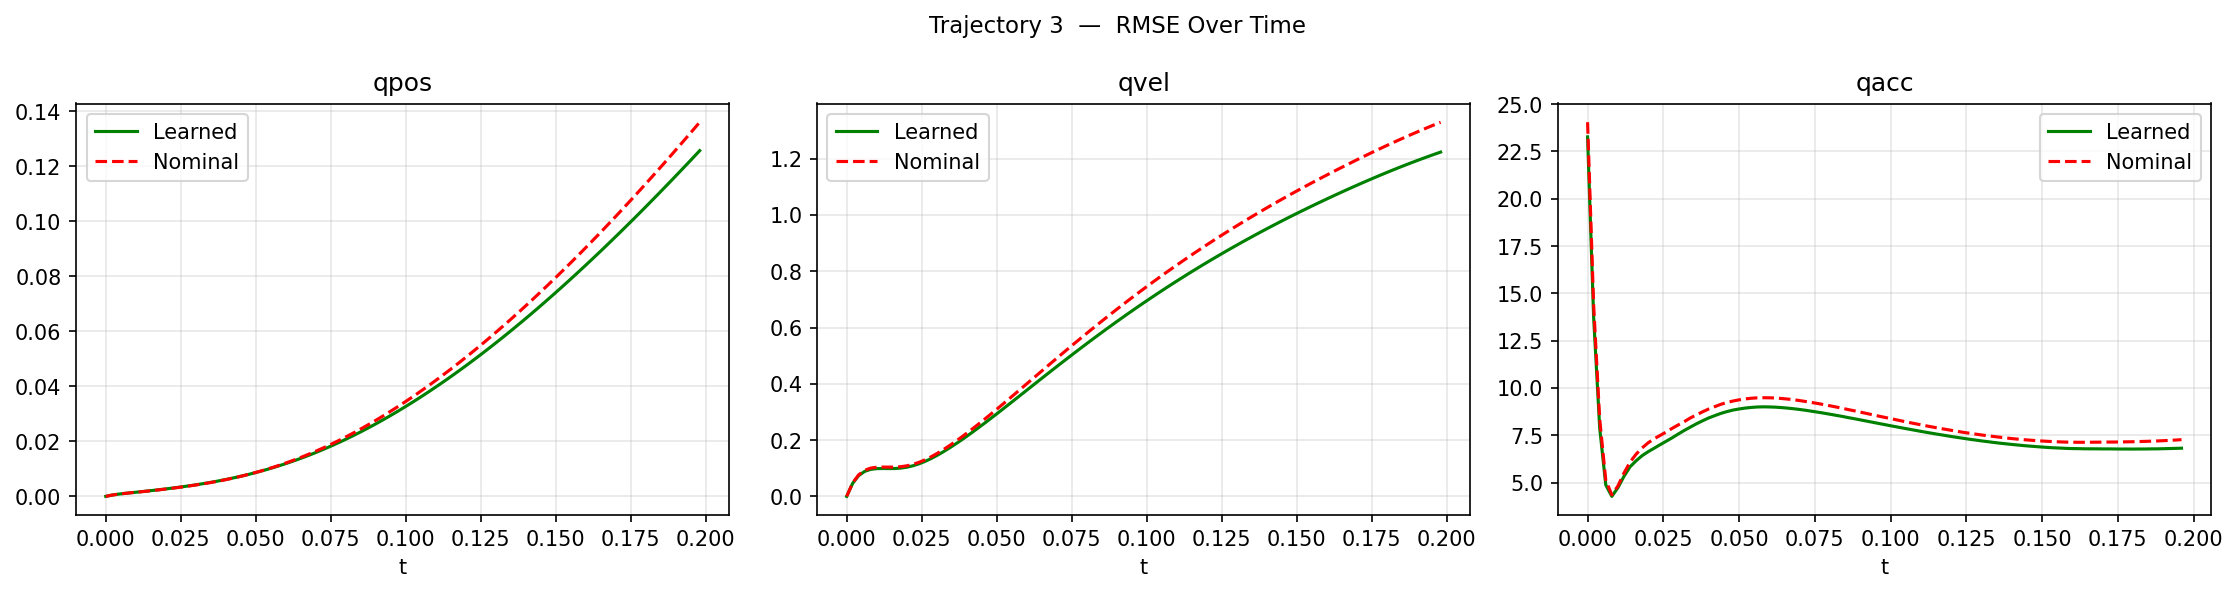 Trajectory 3 — RMSE Over Time
qpos
0.14
0.12
0.10
0.08
0.06
0.04
0.02
0.00
Learned
Nominal
0.000 0.025 0.050 0.075 0.100 0.125 0.150 0.175 0.200
t
qvel
1.2
1.0
0.8
0.6
0.4
0.2
0.0
Learned
Nominal
0.000 0.025 0.050 0.075 0.100 0.125 0.150 0.175 0.200
t
qacc
25.0
22.5
20.0
17.5
15.0
12.5
10.0
7.5
5.0
Learned
Nominal
0.000 0.025 0.050 0.075 0.100 0.125 0.150 0.175 0.200
t